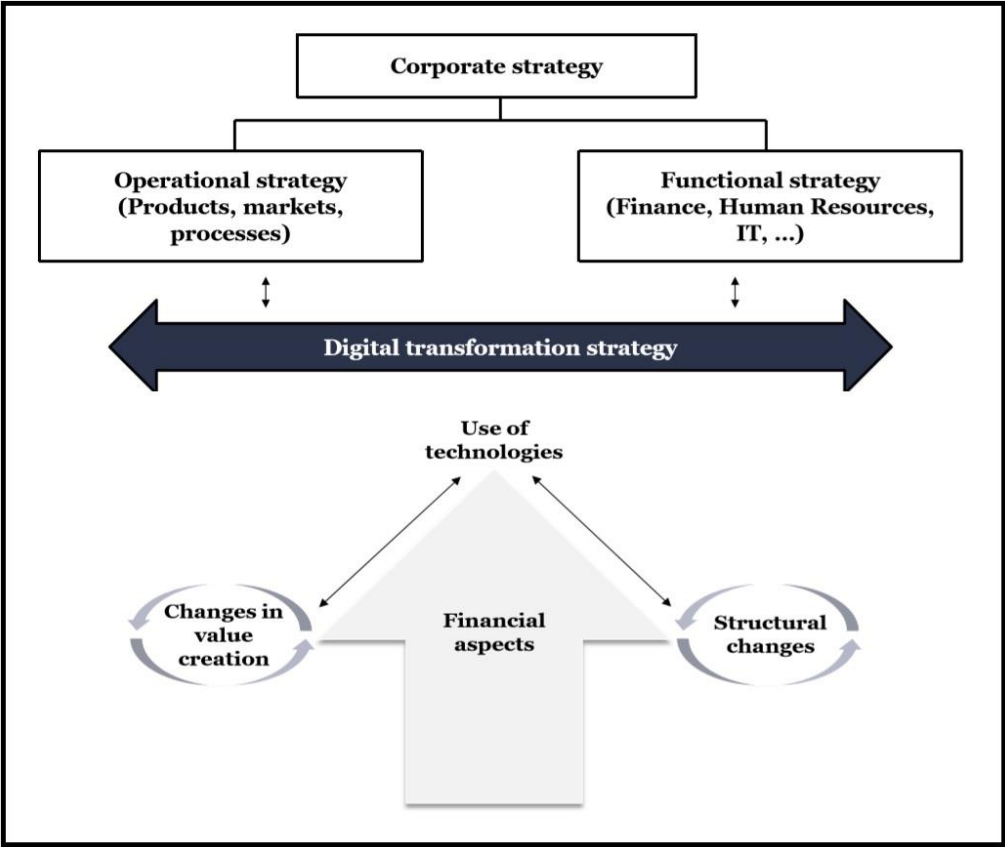 Corporate strategy
Operational strategy
(Products, markets,
processes)
Functional strategy
(Finance, Human Resources,
IT, ...)
Digital transformation strategy
Use of
technologies
Changes in
value
creation
Financial
aspects
Structural
changes